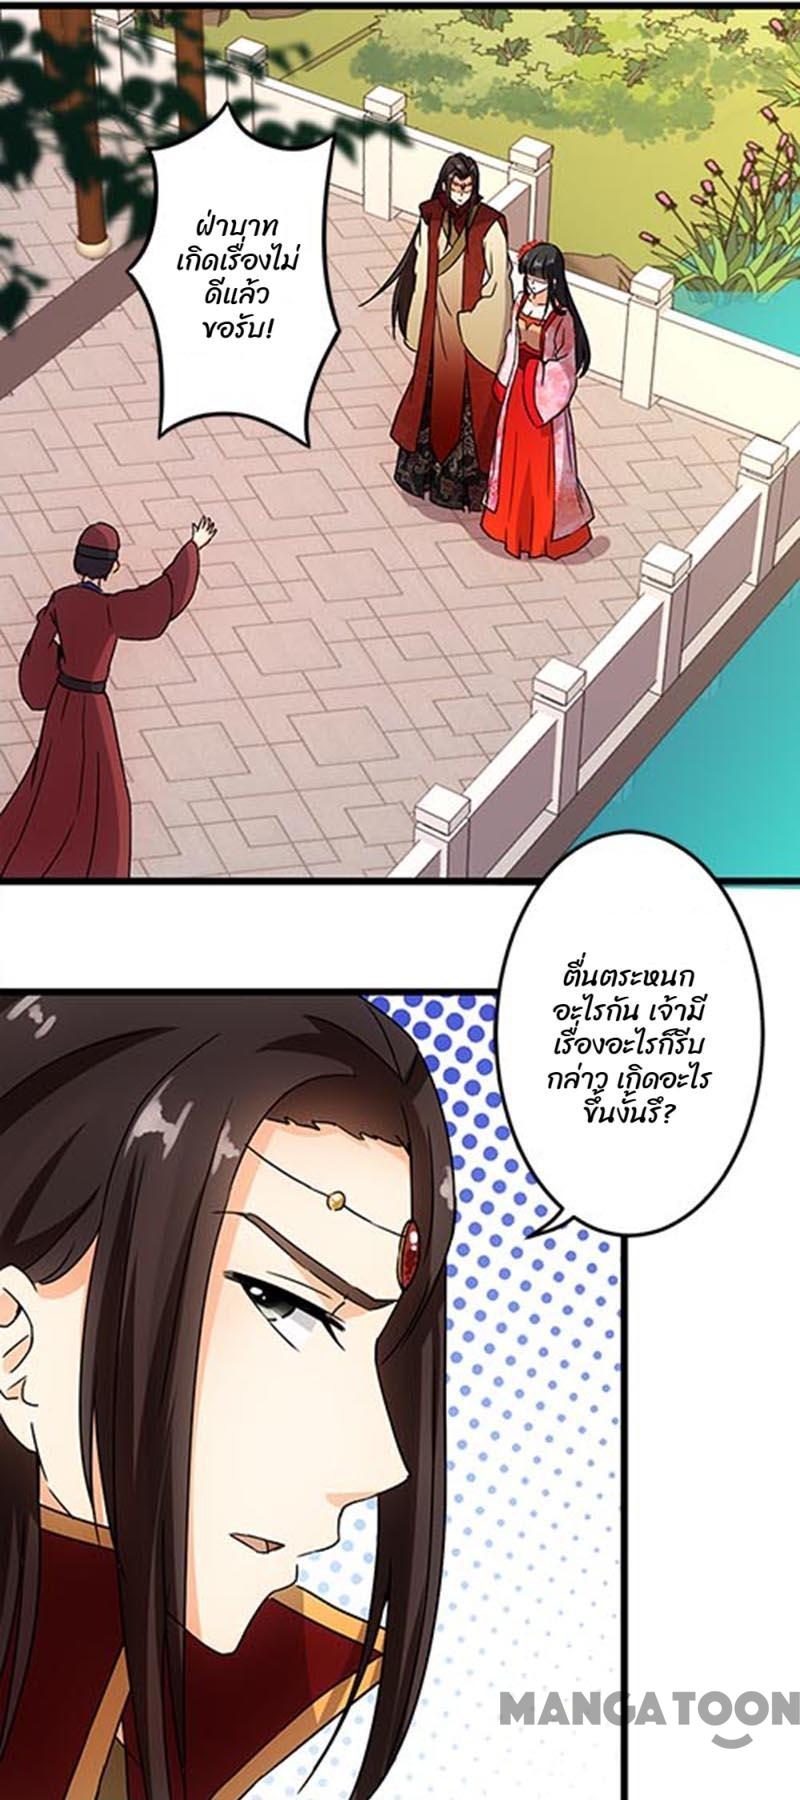 ฝ่าบาท
เกิดเรื่องไม่
ดีแล้ว
ขอรับ!
ตื่นตระหนก
อะไรกัน เจ้ามี
เรื่องอะไรก็รีบ
กล่าว เกิดอะไร
ขึ้นงั้นรึ?
MANGATOON